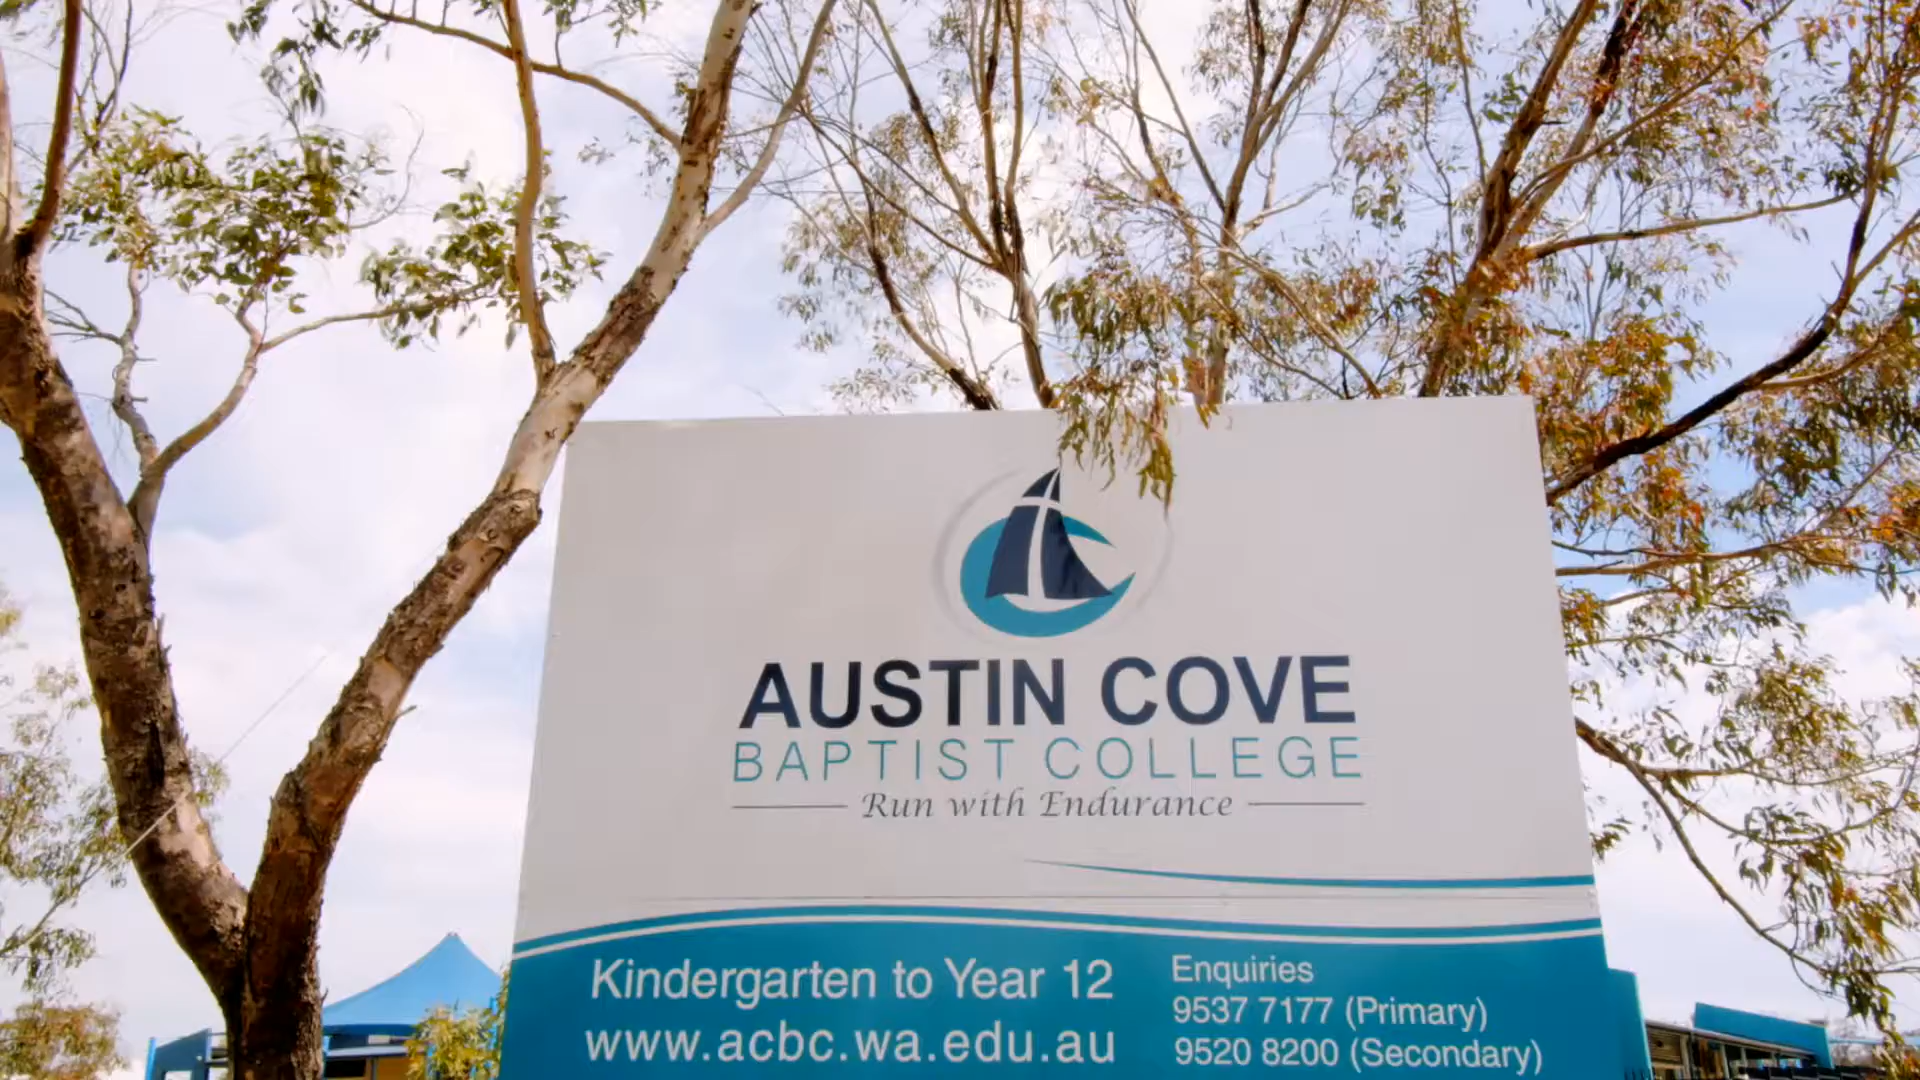 AUSTIN COVE
BAPTIST COLLEGE
Run with Endurance
Kindergarten to Year 12
www.acbc.wa.edu.au
Enquiries
9537 7177 (Primary)
9520 8200 (Secondary)